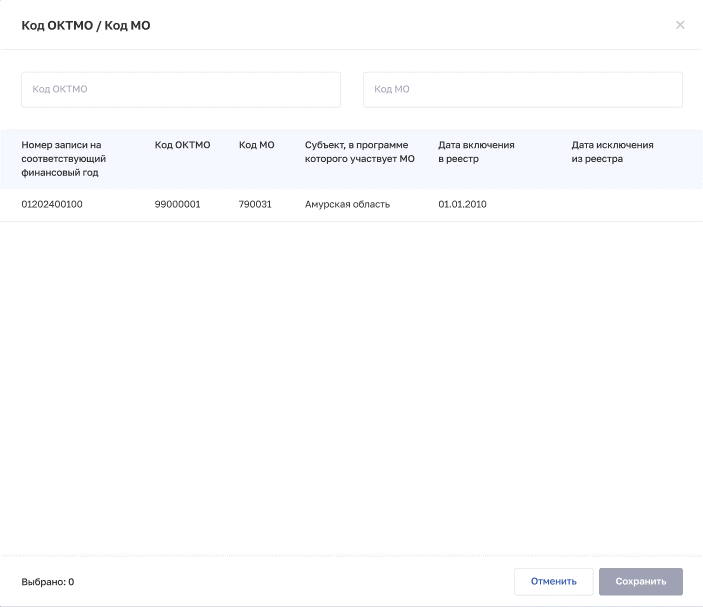 Код ОКТМО / Код МО
Код ОКТМО
Код МО
Номер записи на соответствующий финансовый год
Код ОКТМО
Код МО
Субъект, в программе которого участвует МО
Дата включения в реестр
Дата исключения из реестра
01202400100
99000001
790031
Амурская область
01.01.2010
Выбрано: 0
Отменить
Сохранить